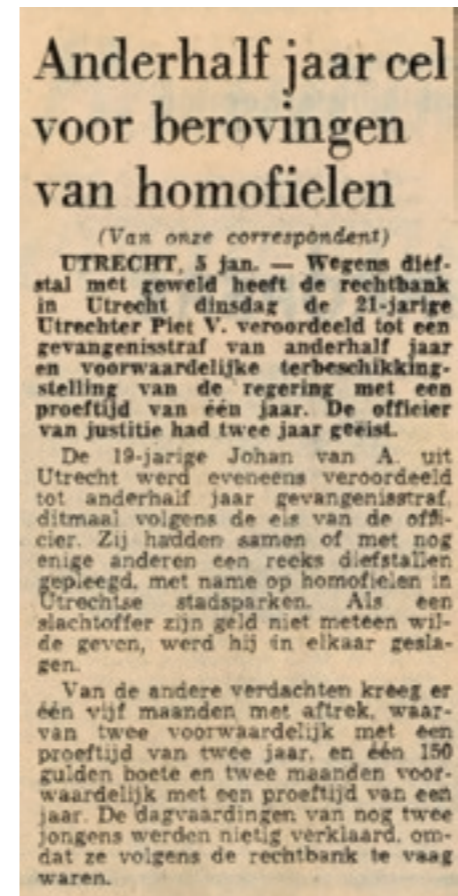 Anderhalf jaar cel
voor berovingen
van homofielen
(Van onze correspondent)
UTRECHT, 5 jan. — Wegens dief-
stal met geweld heeft de rechtbank
in Utrecht dinsdag de 21-jarige
Utrechter Piet V. veroordeeld tot een
gevangenisstraf van anderhalf jaar
en voorwaardelijke terbeschikking-
stelling van de regering met een
proeftijd van één jaar. De officier
van justitie had twee jaar geëist.
De 19-jarige Johan van A. uit
Utrecht werd eveneens veroordeeld
tot anderhalf jaar gevangenisstraf,
ditmaal volgens de eis van de offi-
cier. Zij hadden samen of met nog
enige anderen een reeks diefstallen
gepleegd, met name op homofielen in
Utrechtse stadsparken. Als een
slachtoffer zijn geld niet meteen wil-
de geven, werd hij in elkaar gesla-
gen.
Van de andere verdachten kreeg er
één vijf maanden met aftrek, waar-
van twee voorwaardelijk met een
proeftijd van twee jaar, en één 150
gulden boete en twee maanden voor-
waardelijk met een proeftijd van een
jaar. De dagvaardingen van nog twee
jongens werden nietig verklaard, om-
dat ze volgens de rechtbank te vaag
waren.